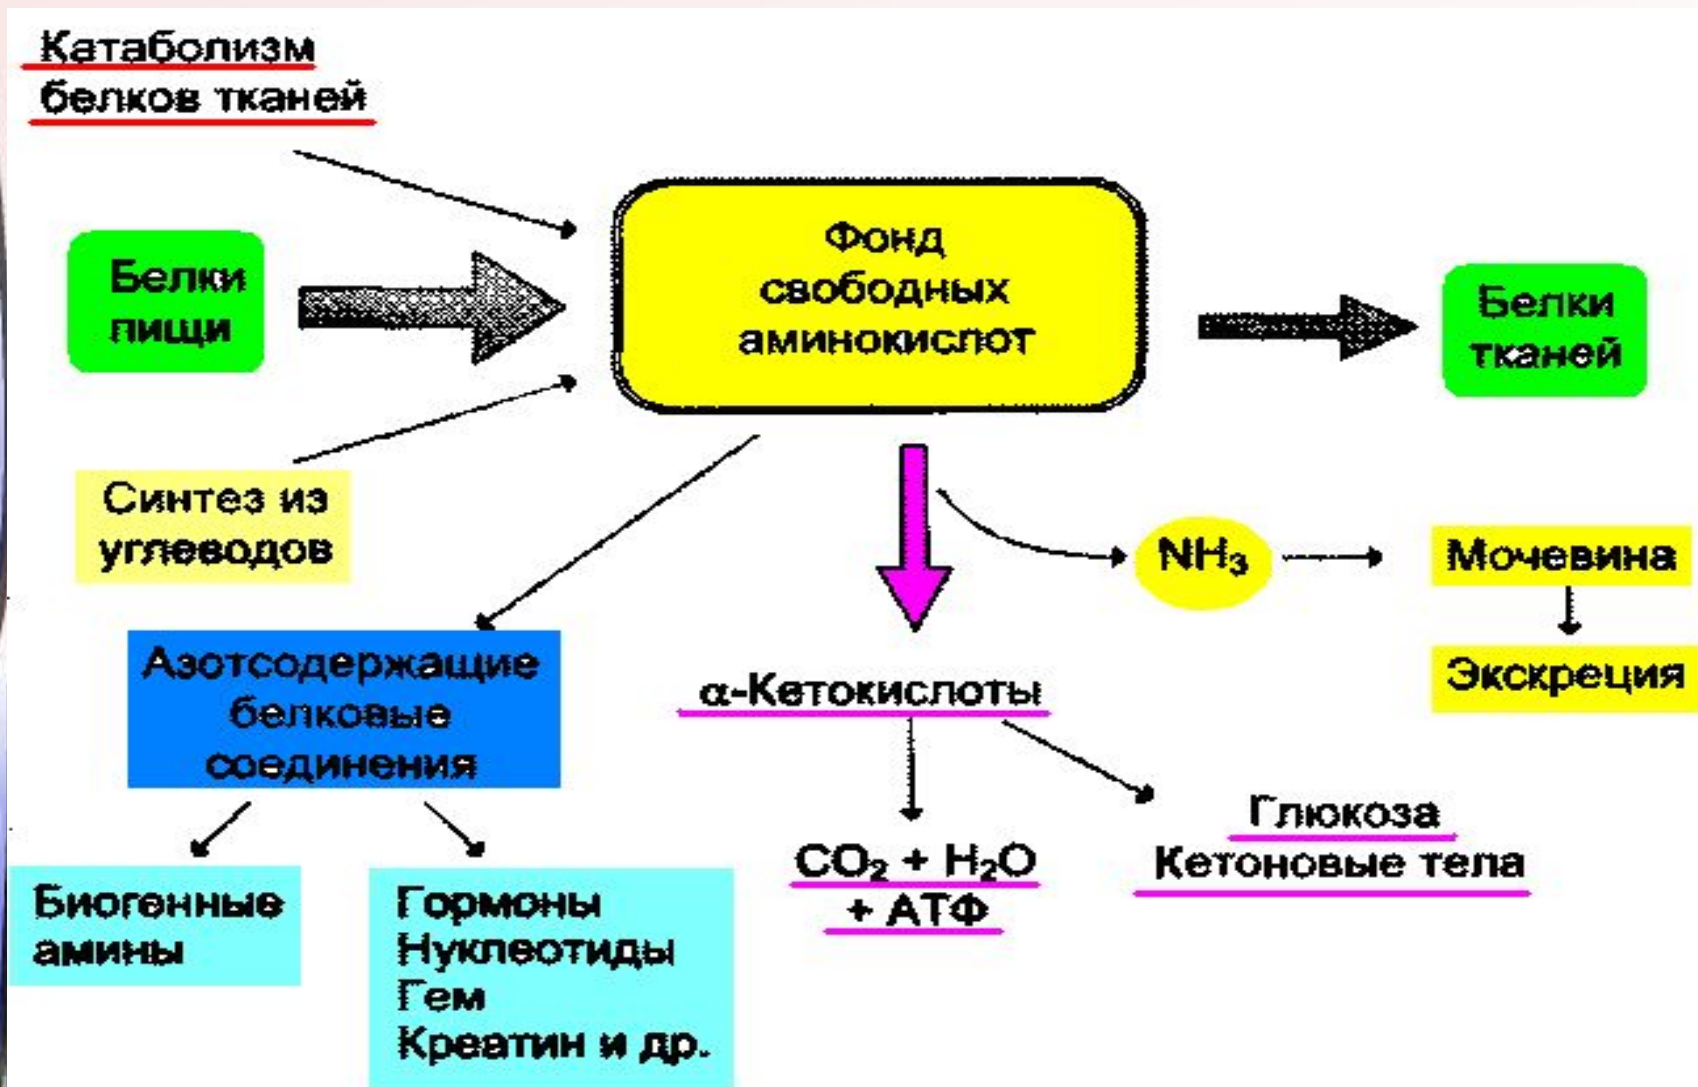 Катаболизм
белков тканей
Белки
пищи
Синтез из
углеводов
Фонд
свободных
аминокислот
Белки
тканей
NH₃
Мочевина
Экскреция
Азотсодержащие
белковые
соединения
Биогенные
амины
Гормоны
Нуклеотиды
Гем
Креатин и др.
α-Кетокислоты
CO₂ + H₂O
+ АТФ
Глюкоза
Кетоновые тела